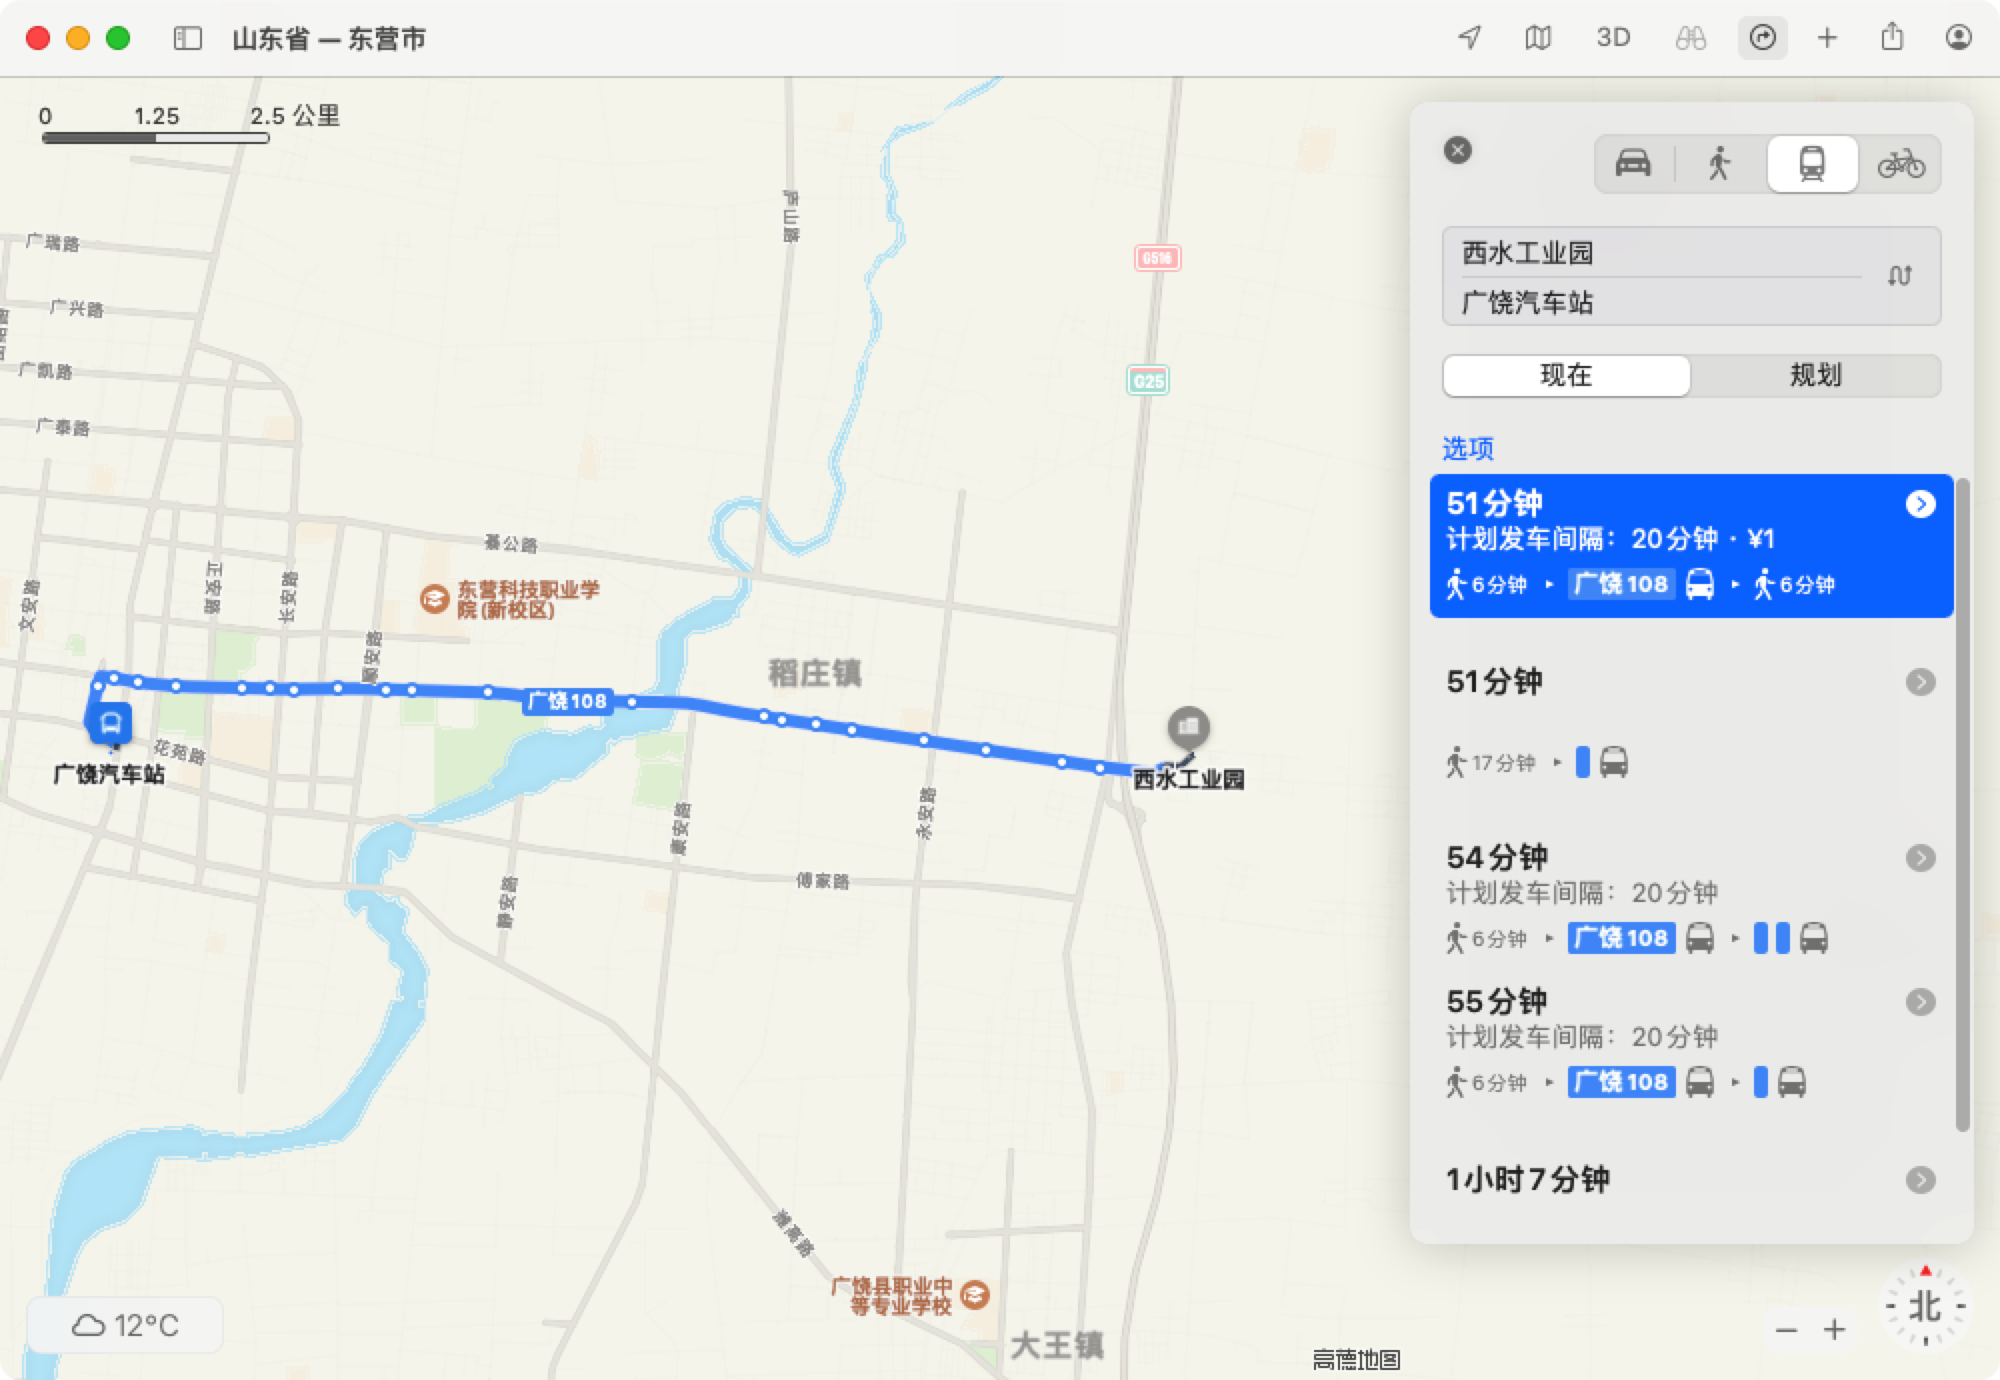 山东省 — 东营市
3D
0 1.25 2.5 公里
广瑞路
广兴路
广凯路
广泰路
庐山路
G516
G25
綦公路
东营科技职业学
院(新校区)
文安路
正安路
长安路
顺安路
稻庄镇
广饶108
花苑路
广饶汽车站
西水工业园
康安路
永安路
傅家路
静安路
潍高路
广饶县职业中
等专业学校
大王镇
12°C
高德地图
北
西水工业园
广饶汽车站
现在
规划
选项
51分钟
计划发车间隔：20分钟 · ¥1
6分钟 ▸ 广饶108 ▸ 6分钟
51分钟
17分钟 ▸
54分钟
计划发车间隔：20分钟
6分钟 ▸ 广饶108 ▸
55分钟
计划发车间隔：20分钟
6分钟 ▸ 广饶108 ▸
1小时7分钟